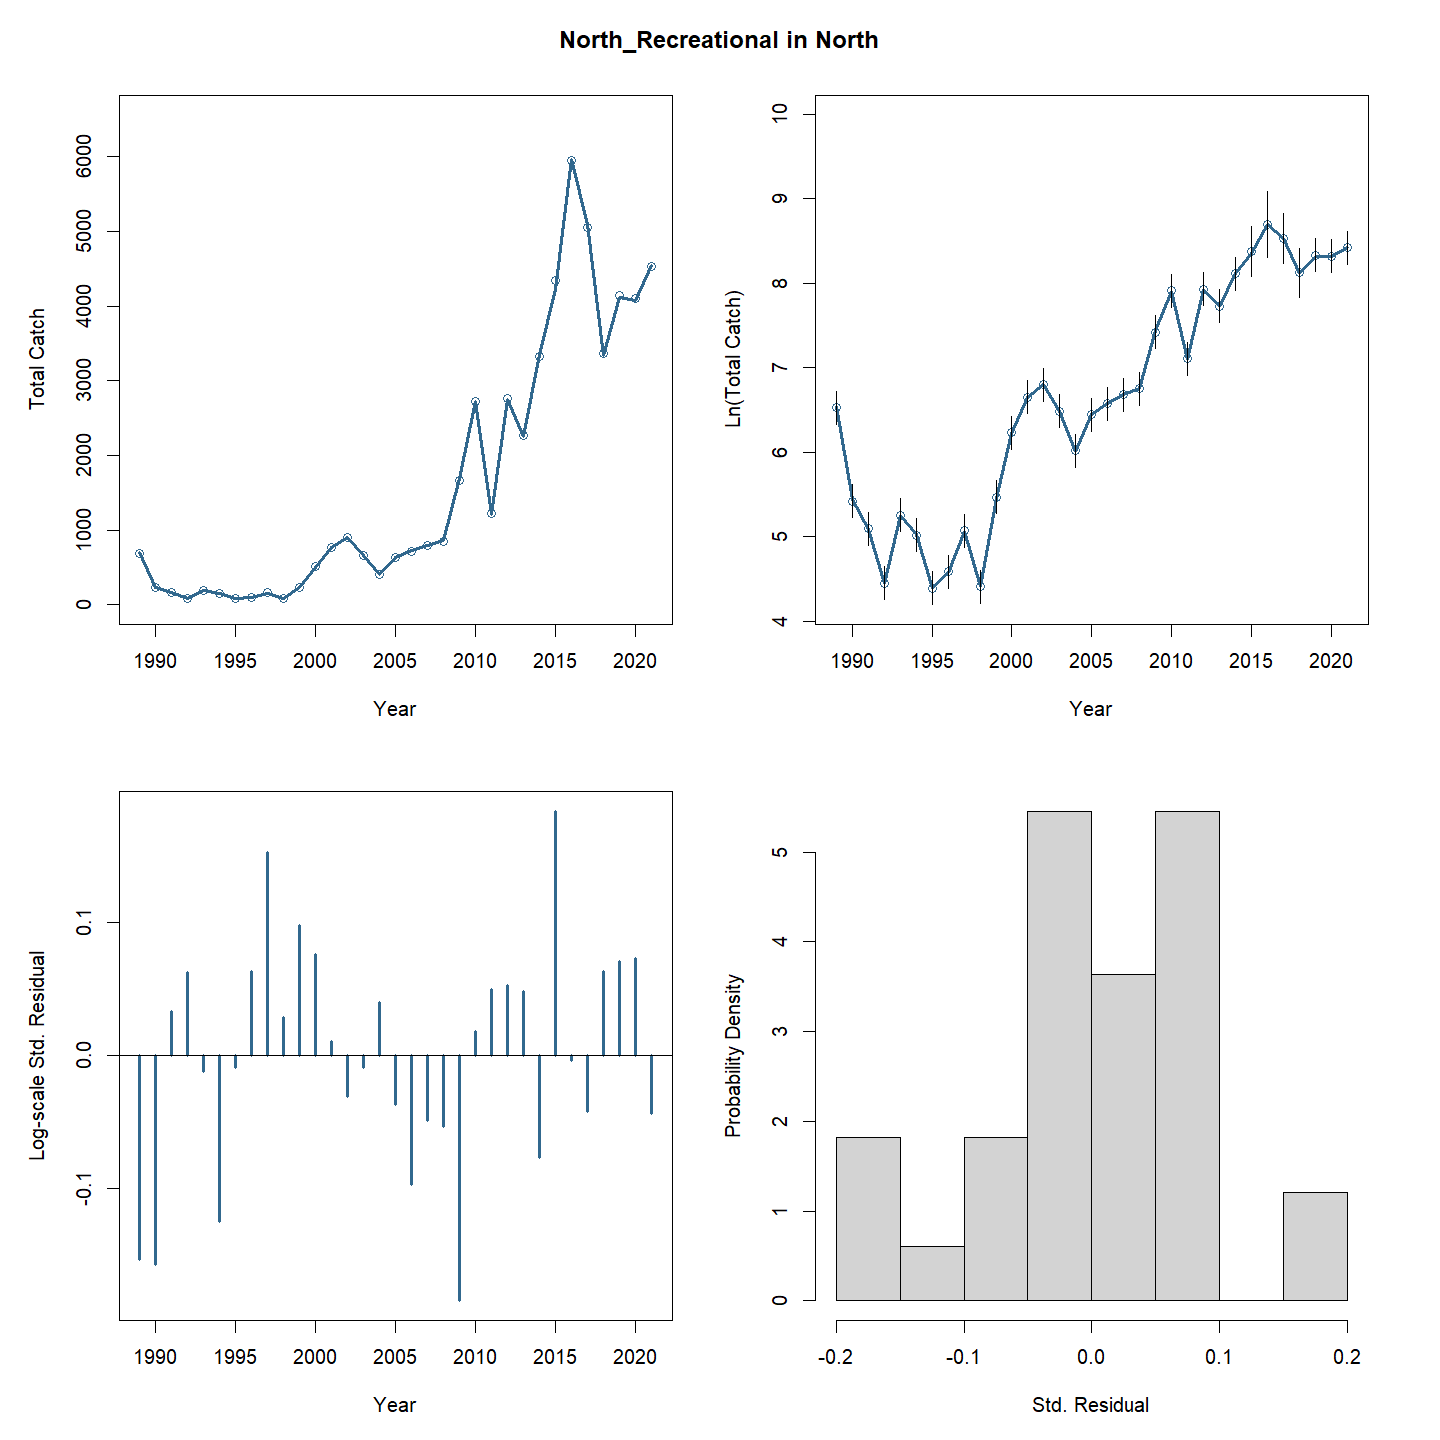 North_Recreational in North
Total Catch
6000
5000
4000
3000
2000
1000
0
1990 1995 2000 2005 2010 2015 2020
Year
Ln(Total Catch)
10
9
8
7
6
5
4
1990 1995 2000 2005 2010 2015 2020
Year
Log-scale Std. Residual
0.1
0.0
-0.1
1990 1995 2000 2005 2010 2015 2020
Year
Probability Density
5
4
3
2
1
0
-0.2 -0.1 0.0 0.1 0.2
Std. Residual